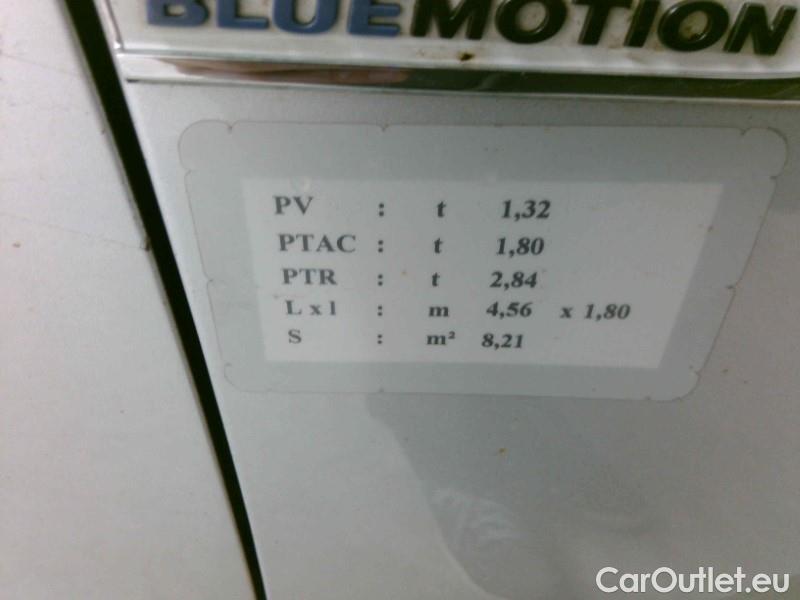 BLUEMOTION
PV : t 1,32
PTAC : t 1,80
PTR : t 2,84
L x l : m 4,56 x 1,80
S : m² 8,21
CarOutlet.eu